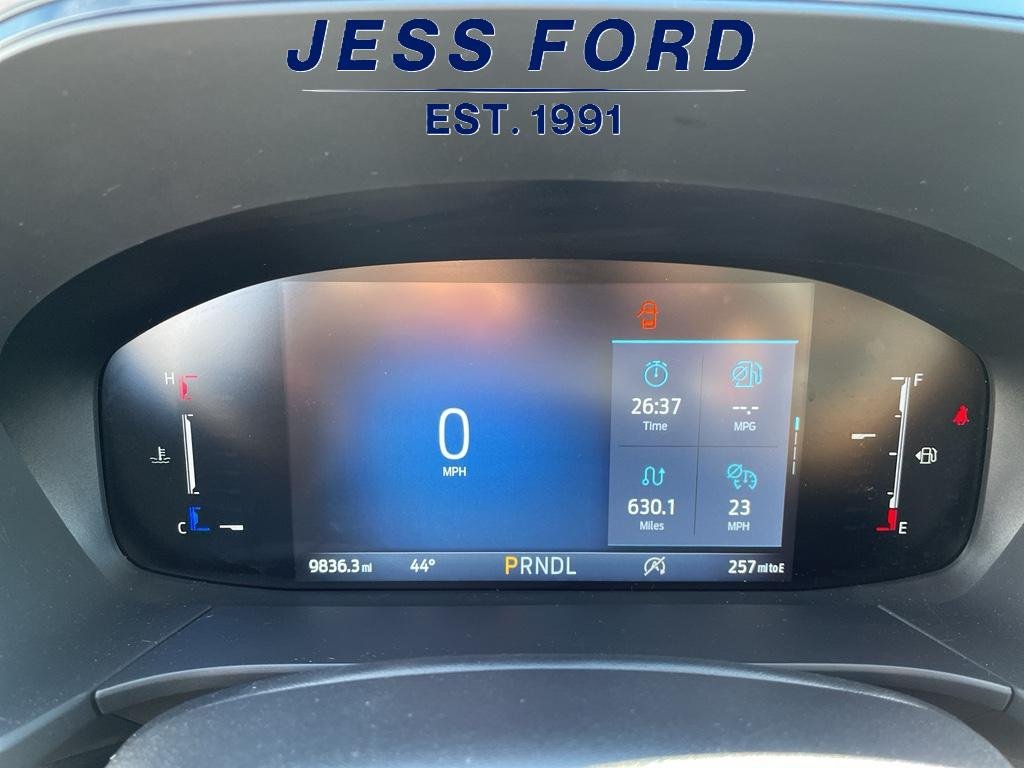 JESS FORD
EST. 1991
H
C
0
MPH
26:37
Time
--.-
MPG
630.1
Miles
23
MPH
F
E
9836.3 mi
44°
PRNDL
257 mi to E